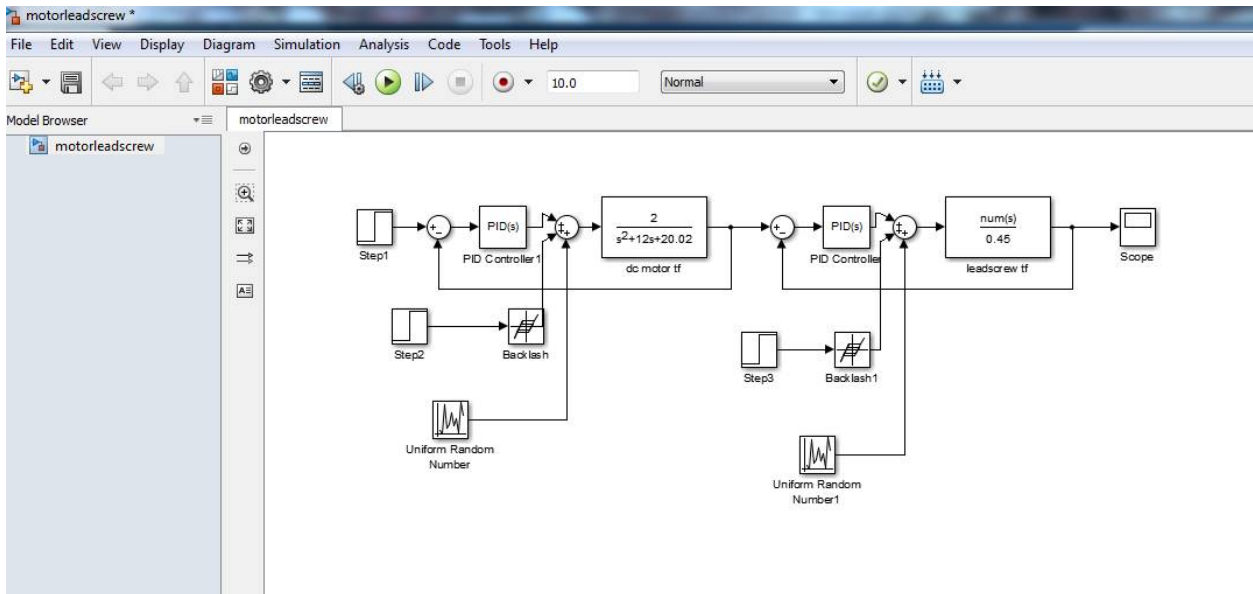 motorleadscrew *
File Edit View Display Diagram Simulation Analysis Code Tools Help
10.0 Normal
Model Browser
motorleadscrew
motorleadscrew
Step1
+
-
PID(s)
PID Controller1
+
+
+
2
s²+12s+20.02
dc motor tf
+
-
PID(s)
PID Controller
+
+
+
num(s)
0.45
leadscrew tf
Scope
Step2
Backlash
Step3
Backlash1
Uniform Random
Number
Uniform Random
Number1